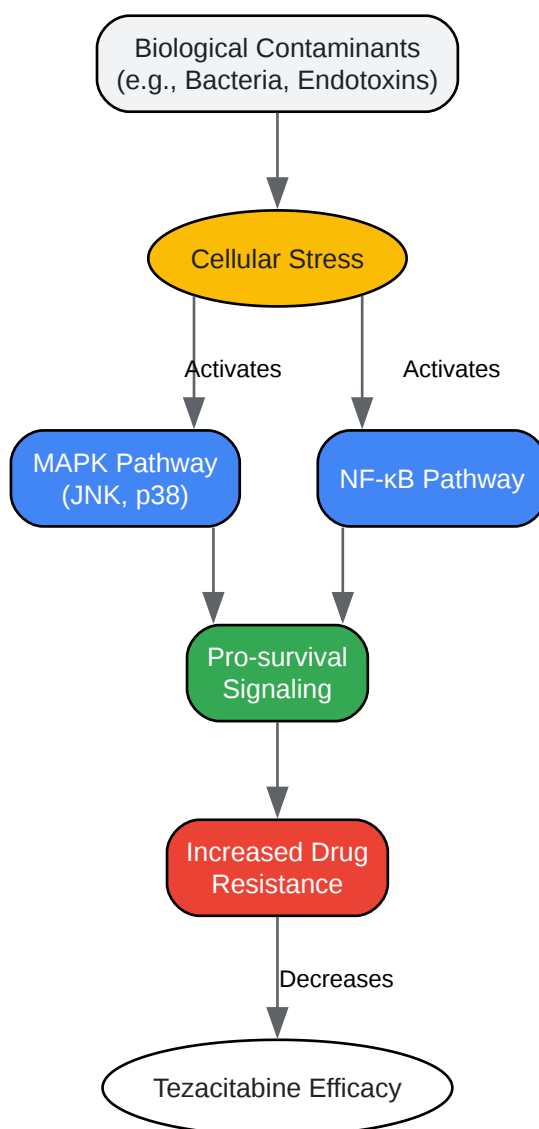 Biological Contaminants
(e.g., Bacteria, Endotoxins)
Cellular Stress
Activates
Activates
MAPK Pathway
(JNK, p38)
NF-κB Pathway
Pro-survival
Signaling
Increased Drug
Resistance
Decreases
Tezacitabine Efficacy